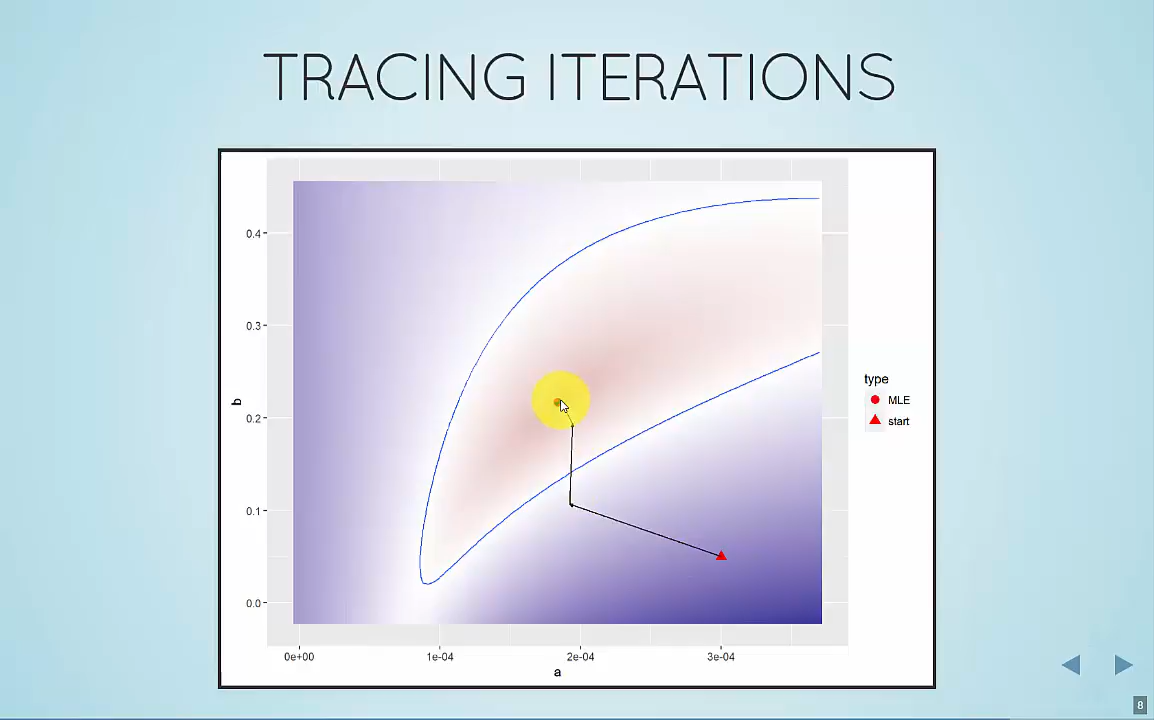 TRACING ITERATIONS
0.4
0.3
0.2
0.1
0.0
b
0e+00 1e-04 2e-04 3e-04
a
type
MLE
start
8